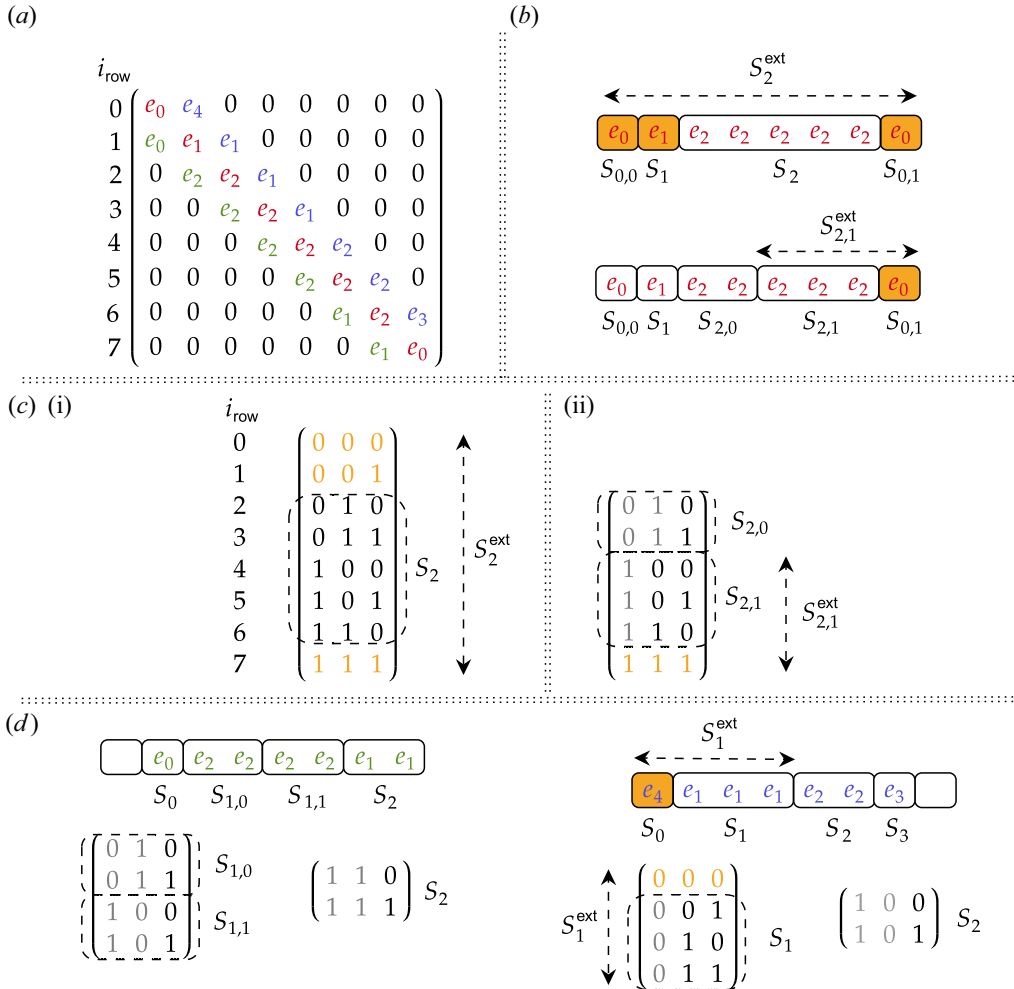 (a)
i_row
0 e_0 e_4 0 0 0 0 0 0
1 e_0 e_1 e_1 0 0 0 0 0
2 0 e_2 e_2 e_1 0 0 0 0
3 0 0 e_2 e_2 e_1 0 0 0
4 0 0 0 e_2 e_2 e_2 0 0
5 0 0 0 0 e_2 e_2 e_2 0
6 0 0 0 0 0 e_1 e_2 e_3
7 0 0 0 0 0 0 e_1 e_0
(b)
S_2^ext
e_0 e_1 e_2 e_2 e_2 e_2 e_2 e_0
S_0,0 S_1 S_2 S_0,1
S_2,1^ext
e_0 e_1 e_2 e_2 e_2 e_2 e_2 e_0
S_0,0 S_1 S_2,0 S_2,1 S_0,1
(c) (i)
i_row
0 0 0 0
1 0 0 1
2 0 1 0
3 0 1 1
4 1 0 0
5 1 0 1
6 1 1 0
7 1 1 1
S_2
S_2^ext
(ii)
0 1 0
0 1 1
1 0 0
1 0 1
1 1 0
1 1 1
S_2,0
S_2,1
S_2,1^ext
(d)
e_0 e_2 e_2 e_2 e_2 e_1 e_1
S_0 S_1,0 S_1,1 S_2
0 1 0
0 1 1
1 0 0
1 0 1
S_1,0
S_1,1
1 1 0
1 1 1
S_2
S_1^ext
e_4 e_1 e_1 e_1 e_2 e_2 e_3
S_0 S_1 S_2 S_3
S_1^ext
0 0 0
0 0 1
0 1 0
0 1 1
S_1
1 0 0
1 0 1
S_2